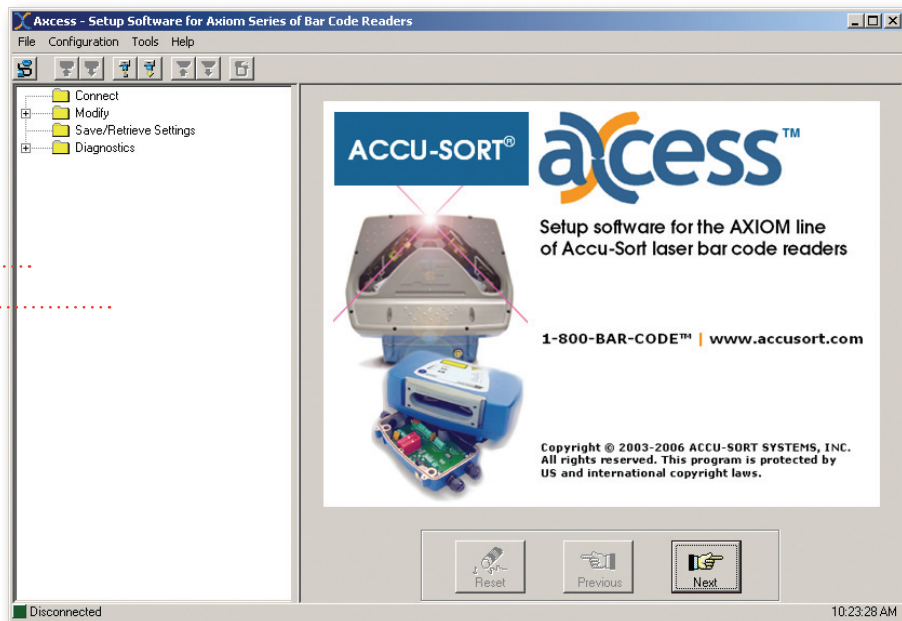 Axcess - Setup Software for Axiom Series of Bar Code Readers
File Configuration Tools Help
Connect
Modify
Save/Retrieve Settings
Diagnostics
ACCU-SORT®
axcess™
Setup software for the AXIOM line
of Accu-Sort laser bar code readers
1-800-BAR-CODE™ | www.accusort.com
Copyright © 2003-2006 ACCU-SORT SYSTEMS, INC.
All rights reserved. This program is protected by
US and international copyright laws.
Reset
Previous
Next
Disconnected
10:23:28 AM